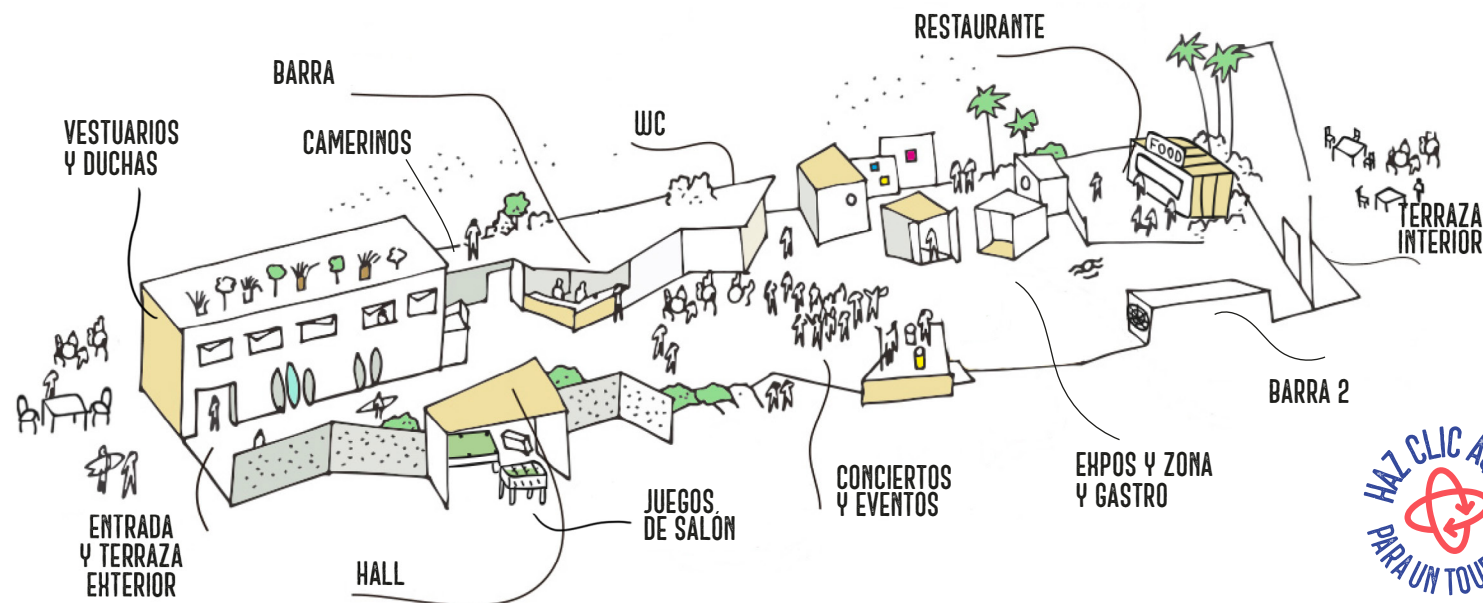 RESTAURANTE
BARRA
WC
VESTUARIOS
Y DUCHAS
CAMERINOS
FOOD
TERRAZA
INTERIOR
BARRA 2
EXPOS Y ZONA
Y GASTRO
CONCIERTOS
Y EVENTOS
JUEGOS
DE SALÓN
ENTRADA
Y TERRAZA
EXTERIOR
HALL
HAZ CLIC
PARA UN TOUR